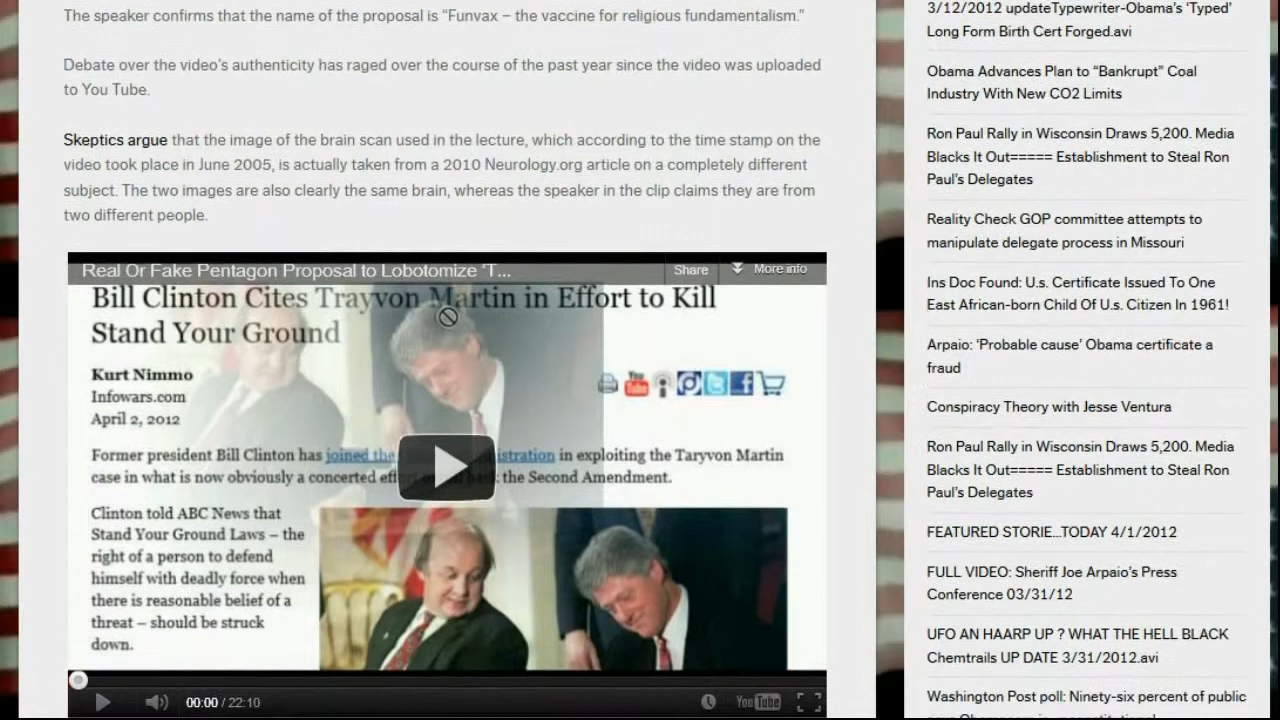 The speaker confirms that the name of the proposal is “Funvax – the vaccine for religious fundamentalism.”
Debate over the video’s authenticity has raged over the course of the past year since the video was uploaded
to You Tube.
Skeptics argue that the image of the brain scan used in the lecture, which according to the time stamp on the
video took place in June 2005, is actually taken from a 2010 Neurology.org article on a completely different
subject. The two images are also clearly the same brain, whereas the speaker in the clip claims they are from
two different people.
Real Or Fake Pentagon Proposal to Lobotomize ‘T...
Share
More info
Bill Clinton Cites Trayvon Martin in Effort to Kill
Stand Your Ground
Kurt Nimmo
Infowars.com
April 2, 2012
You
Tube
Former president Bill Clinton has joined the in exploiting the Taryvon Martin
case in what is now obviously a concerted the Second Amendment.
Clinton told ABC News that
Stand Your Ground Laws – the
right of a person to defend
himself with deadly force when
there is reasonable belief of a
threat – should be struck
down.
00:00 / 22:10
YouTube
3/12/2012 updateTypewriter-Obama’s ‘Typed’
Long Form Birth Cert Forged.avi
Obama Advances Plan to “Bankrupt” Coal
Industry With New CO2 Limits
Ron Paul Rally in Wisconsin Draws 5,200. Media
Blacks It Out===== Establishment to Steal Ron
Paul’s Delegates
Reality Check GOP committee attempts to
manipulate delegate process in Missouri
Ins Doc Found: U.s. Certificate Issued To One
East African-born Child Of U.s. Citizen In 1961!
Arpaio: ‘Probable cause’ Obama certificate a
fraud
Conspiracy Theory with Jesse Ventura
Ron Paul Rally in Wisconsin Draws 5,200. Media
Blacks It Out===== Establishment to Steal Ron
Paul’s Delegates
FEATURED STORIE...TODAY 4/1/2012
FULL VIDEO: Sheriff Joe Arpaio’s Press
Conference 03/31/12
UFO AN HAARP UP ? WHAT THE HELL BLACK
Chemtrails UP DATE 3/31/2012.avi
Washington Post poll: Ninety-six percent of public